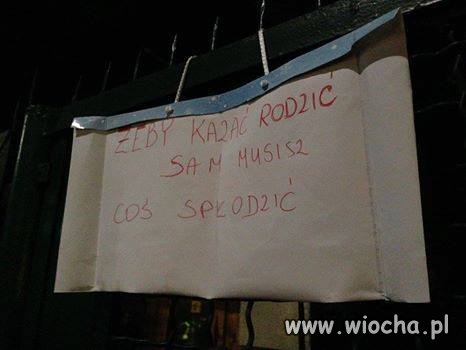 ŻEBY KAZAĆ RODZIĆ
SAM MUSISZ
COŚ SPŁODZIĆ
www.wiocha.pl